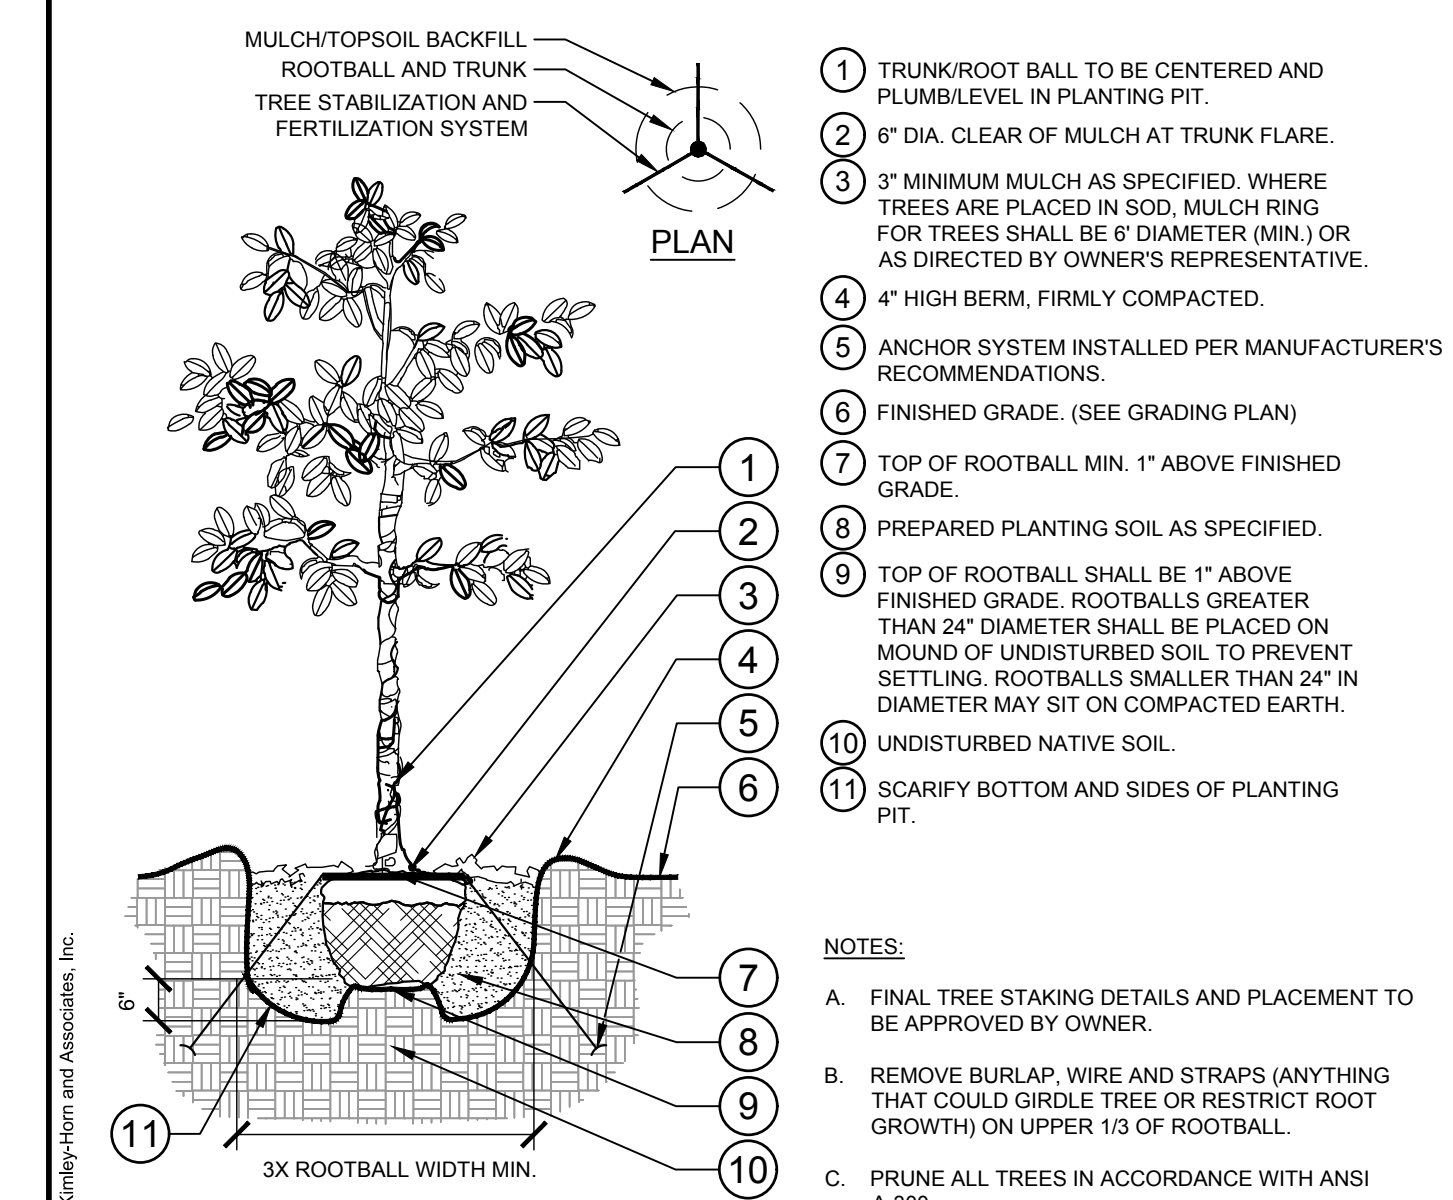 MULCH/TOPSOIL BACKFILL
ROOTBALL AND TRUNK
TREE STABILIZATION AND
FERTILIZATION SYSTEM
PLAN
1
2
3
4
5
6
7
8
9
10
11
6"
3X ROOTBALL WIDTH MIN.
Kimley-Horn and Associates, Inc.
1 TRUNK/ROOT BALL TO BE CENTERED AND
PLUMB/LEVEL IN PLANTING PIT.
2 6" DIA. CLEAR OF MULCH AT TRUNK FLARE.
3 3" MINIMUM MULCH AS SPECIFIED. WHERE
TREES ARE PLACED IN SOD, MULCH RING
FOR TREES SHALL BE 6' DIAMETER (MIN.) OR
AS DIRECTED BY OWNER'S REPRESENTATIVE.
4 4" HIGH BERM, FIRMLY COMPACTED.
5 ANCHOR SYSTEM INSTALLED PER MANUFACTURER'S
RECOMMENDATIONS.
6 FINISHED GRADE. (SEE GRADING PLAN)
7 TOP OF ROOTBALL MIN. 1" ABOVE FINISHED
GRADE.
8 PREPARED PLANTING SOIL AS SPECIFIED.
9 TOP OF ROOTBALL SHALL BE 1" ABOVE
FINISHED GRADE. ROOTBALLS GREATER
THAN 24" DIAMETER SHALL BE PLACED ON
MOUND OF UNDISTURBED SOIL TO PREVENT
SETTLING. ROOTBALLS SMALLER THAN 24" IN
DIAMETER MAY SIT ON COMPACTED EARTH.
10 UNDISTURBED NATIVE SOIL.
11 SCARIFY BOTTOM AND SIDES OF PLANTING
PIT.
NOTES:
A. FINAL TREE STAKING DETAILS AND PLACEMENT TO
BE APPROVED BY OWNER.
B. REMOVE BURLAP, WIRE AND STRAPS (ANYTHING
THAT COULD GIRDLE TREE OR RESTRICT ROOT
GROWTH) ON UPPER 1/3 OF ROOTBALL.
C. PRUNE ALL TREES IN ACCORDANCE WITH ANSI